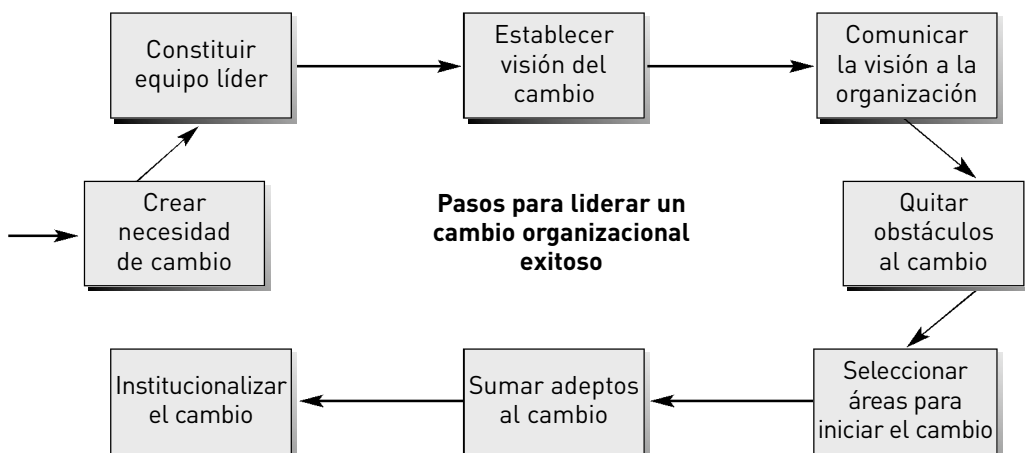 Constituir
equipo líder
Establecer
visión del
cambio
Comunicar
la visión a la
organización
Crear
necesidad
de cambio
Pasos para liderar un
cambio organizacional
exitoso
Quitar
obstáculos
al cambio
Institucionalizar
el cambio
Sumar adeptos
al cambio
Seleccionar
áreas para
iniciar el cambio